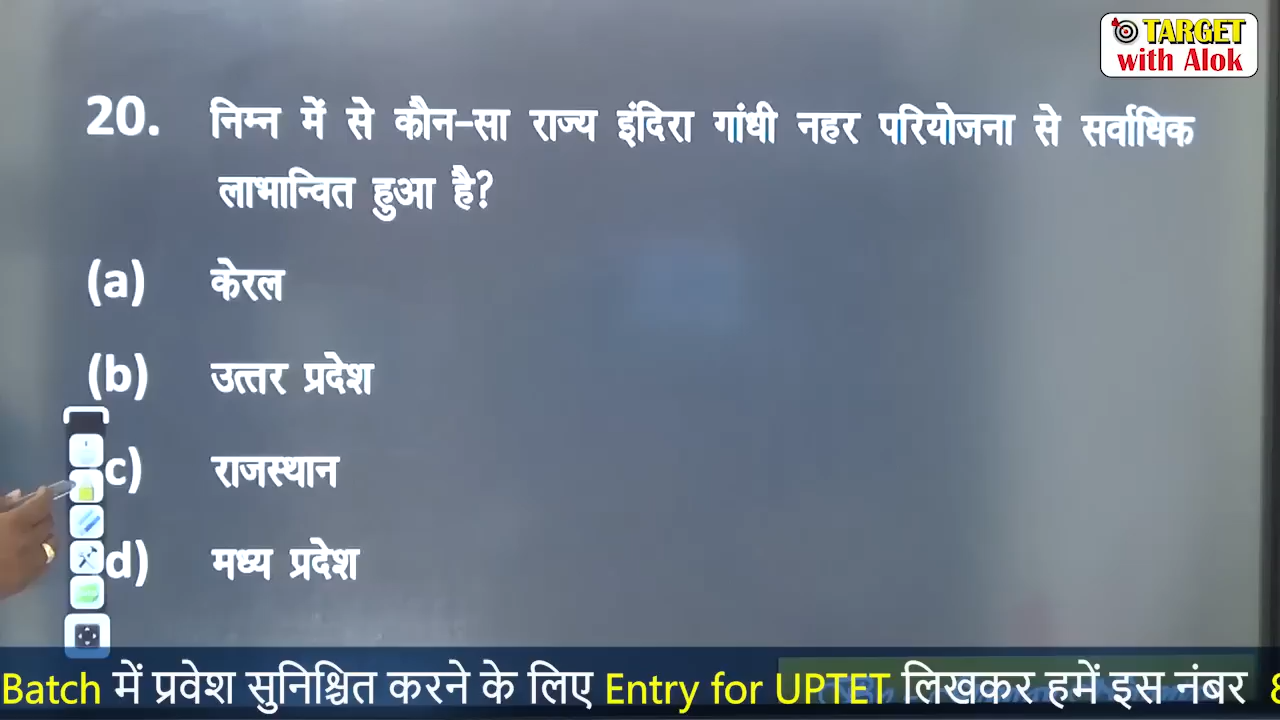 TARGET
with Alok
20. निम्न में से कौन-सा राज्य इंदिरा गांधी नहर परियोजना से सर्वाधिक
लाभान्वित हुआ है?
(a) केरल
(b) उत्तर प्रदेश
c) राजस्थान
d) मध्य प्रदेश
Batch में प्रवेश सुनिश्चित करने के लिए Entry for UPTET लिखकर हमें इस नंबर 8